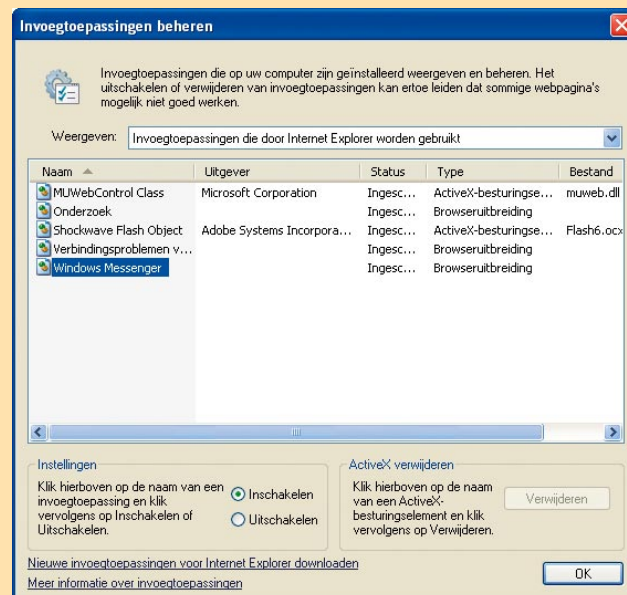 Invoegtoepassingen beheren
Invoegtoepassingen die op uw computer zijn geïnstalleerd weergeven en beheren. Het
uitschakelen of verwijderen van invoegtoepassingen kan ertoe leiden dat sommige webpagina's
mogelijk niet goed werken.
Weergeven: Invoegtoepassingen die door Internet Explorer worden gebruikt
Naam Uitgever Status Type Bestand
MUWebControl Class Microsoft Corporation Ingesc... ActiveX-besturingse... muweb.dll
Onderzoek Ingesc... Browseruitbreiding
Shockwave Flash Object Adobe Systems Incorpora... Ingesc... ActiveX-besturingse... Flash6.ocx
Verbindingsproblemen v... Ingesc... Browseruitbreiding
Windows Messenger Ingesc... Browseruitbreiding
Instellingen
Klik hierboven op de naam van een
invoegtoepassing en klik
vervolgens op Inschakelen of
Uitschakelen.
Inschakelen
Uitschakelen
ActiveX verwijderen
Klik hierboven op de naam
van een ActiveX-
besturingselement en klik
vervolgens op Verwijderen.
Verwijderen
Nieuwe invoegtoepassingen voor Internet Explorer downloaden
Meer informatie over invoegtoepassingen
OK